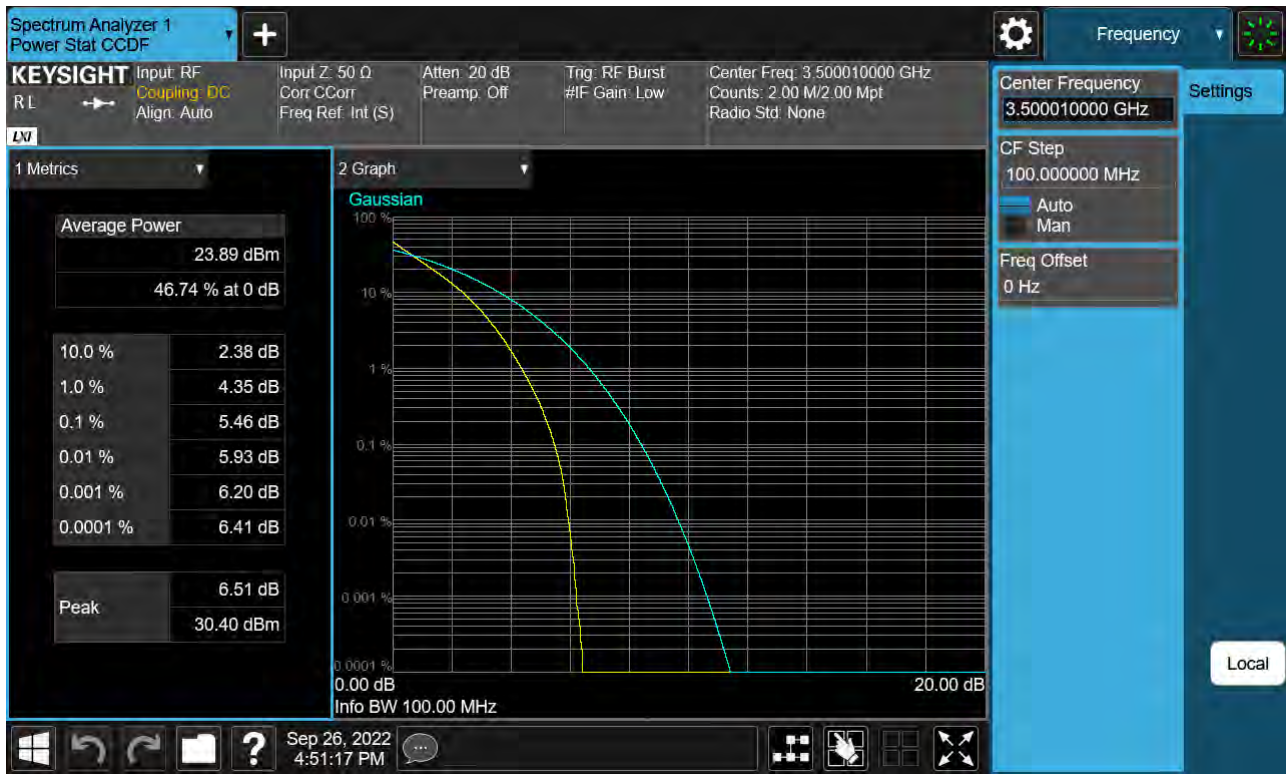 Spectrum Analyzer 1
Power Stat CCDF
Frequency
KEYSIGHT
RL
LXI
Input: RF
Coupling: DC
Align: Auto
Input Z: 50 Ω
Corr CCorr
Freq Ref: Int (S)
Atten: 20 dB
Preamp: Off
Trig: RF Burst
#IF Gain: Low
Center Freq: 3.500010000 GHz
Counts: 2.00 M/2.00 Mpt
Radio Std: None
1 Metrics
Average Power
23.89 dBm
46.74 % at 0 dB
10.0 % 2.38 dB
1.0 % 4.35 dB
0.1 % 5.46 dB
0.01 % 5.93 dB
0.001 % 6.20 dB
0.0001 % 6.41 dB
Peak
6.51 dB
30.40 dBm
2 Graph
Gaussian
100 %
10 %
1 %
0.1 %
0.01 %
0.001 %
0.0001 %
0.00 dB 20.00 dB
Info BW 100.00 MHz
Center Frequency
3.500010000 GHz
CF Step
100.000000 MHz
Auto
Man
Freq Offset
0 Hz
Settings
Local
?
Sep 26, 2022
4:51:17 PM